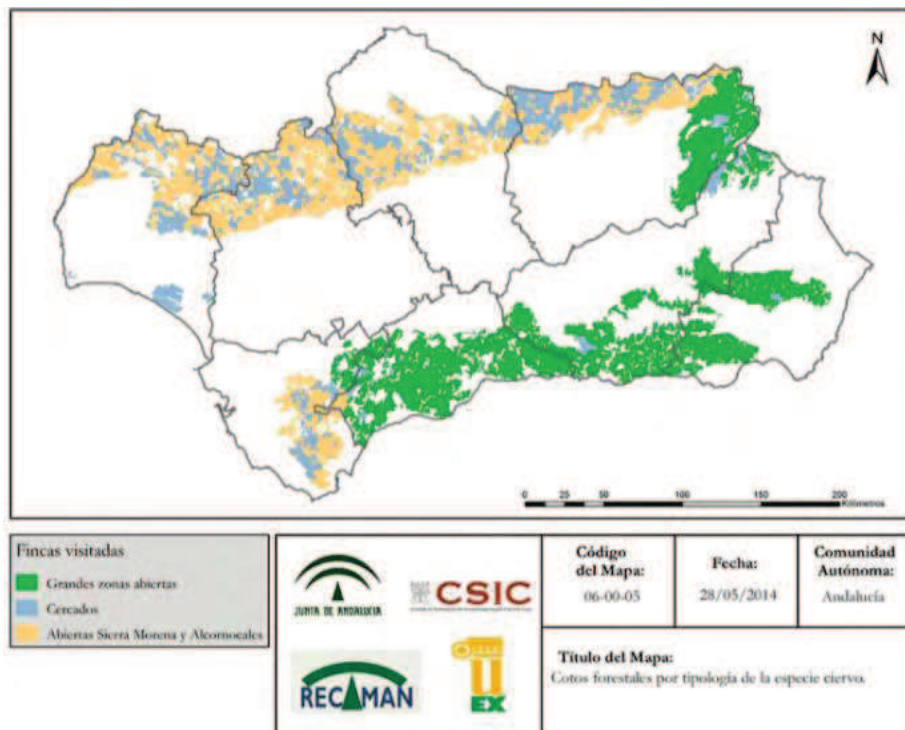 N
0 25 50 100 150 200
Kilómetros
Fincas visitadas
Grandes zonas abiertas
Cercados
Abiertas Sierra Morena y Alcornocales
JUNTA DE ANDALUCIA
CSIC
RECAMAN
U
EX
Código
del Mapa:
06-00-05
Fecha:
28/05/2014
Comunidad
Autónoma:
Andalucía
Título del Mapa:
Cotos forestales por tipología de la especie ciervo.